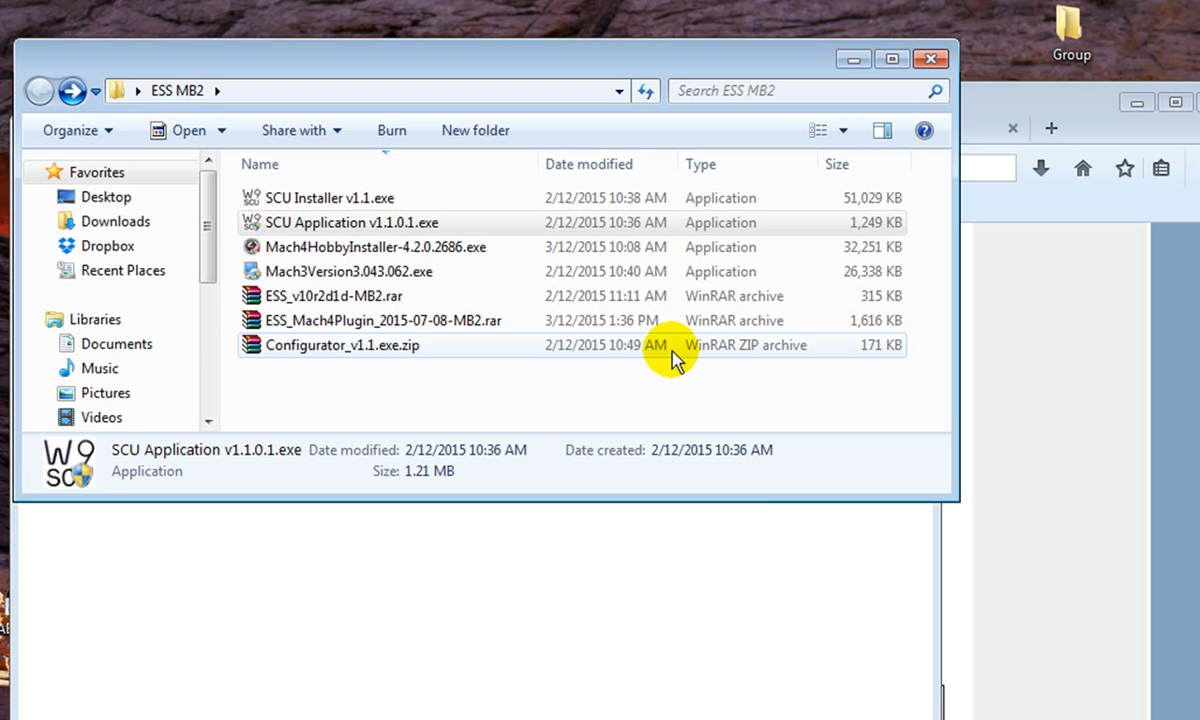 Group
ESS MB2
Search ESS MB2
Organize Open Share with Burn New folder
Name Date modified Type Size
Favorites
Desktop
Downloads
Dropbox
Recent Places
Libraries
Documents
Music
Pictures
Videos
SCU Installer v1.1.exe 2/12/2015 10:38 AM Application 51,029 KB
SCU Application v1.1.0.1.exe 2/12/2015 10:36 AM Application 1,249 KB
Mach4HobbyInstaller-4.2.0.2686.exe 3/12/2015 10:08 AM Application 32,251 KB
Mach3Version3.043.062.exe 2/12/2015 10:40 AM Application 26,338 KB
ESS_v10r2d1d-MB2.rar 2/12/2015 11:11 AM WinRAR archive 315 KB
ESS_Mach4Plugin_2015-07-08-MB2.rar 3/12/2015 1:36 PM WinRAR archive 1,616 KB
Configurator_v1.1.exe.zip 2/12/2015 10:49 AM WinRAR ZIP archive 171 KB
W9
SCU Application v1.1.0.1.exe Date modified: 2/12/2015 10:36 AM Date created: 2/12/2015 10:36 AM
Application Size: 1.21 MB